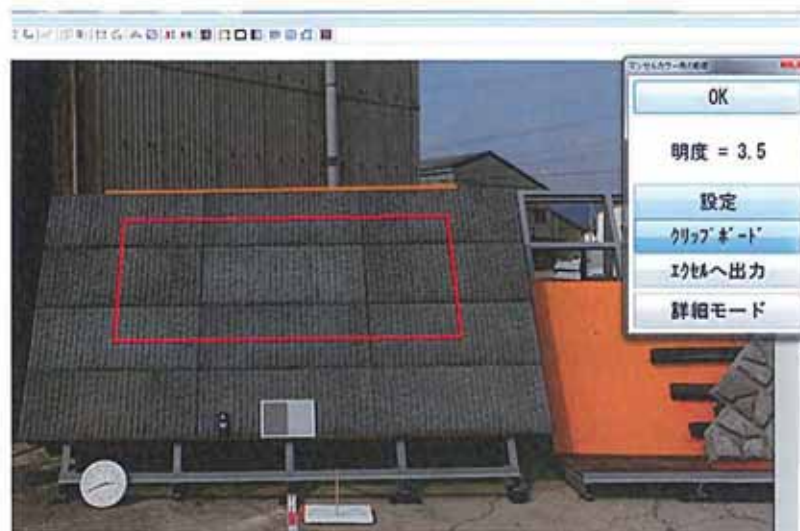 OK
明度 = 3.5
設定
ｸﾘｯﾌﾟﾎﾞｰﾄﾞ
ｴｸｾﾙへ出力
詳細モード